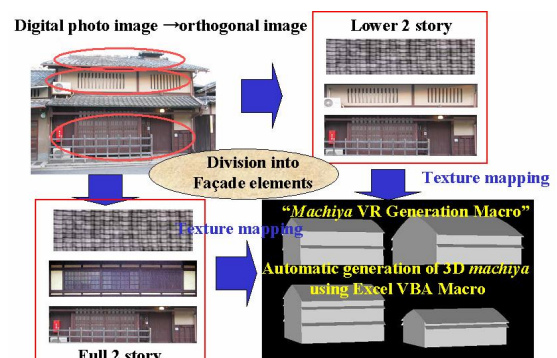 Digital photo image →orthogonal image
Lower 2 story
Division into
Façade elements
Texture mapping
Texture mapping
"Machiya VR Generation Macro"
Automatic generation of 3D machiya
using Excel VBA Macro
Full 2 story